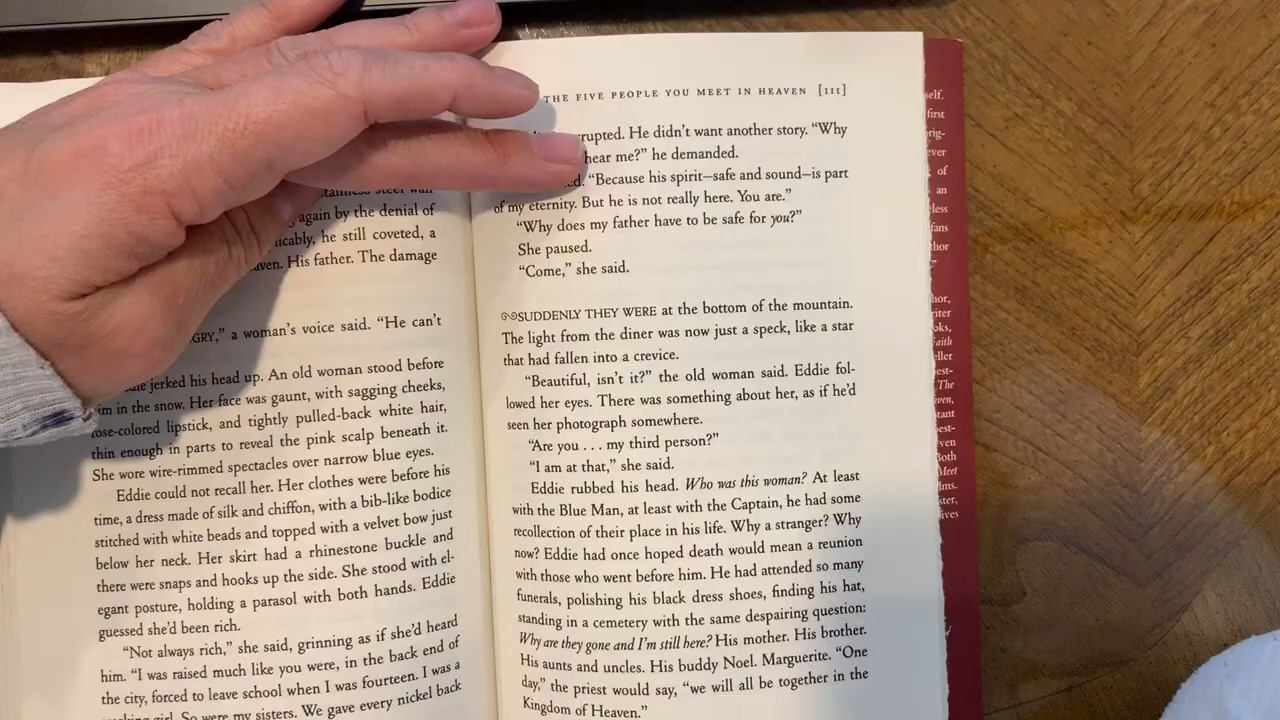 again by the denial of
he still coveted, a
His father. The damage
a woman's voice said. "He can't
jerked his head up. An old woman stood before
in the snow. Her face was gaunt, with sagging cheeks,
rose-colored lipstick, and tightly pulled-back white hair,
thin enough in parts to reveal the pink scalp beneath it.
She wore wire-rimmed spectacles over narrow blue eyes.
Eddie could not recall her. Her clothes were before his
time, a dress made of silk and chiffon, with a bib-like bodice
stitched with white beads and topped with a velvet bow just
below her neck. Her skirt had a rhinestone buckle and
there were snaps and hooks up the side. She stood with el-
egant posture, holding a parasol with both hands. Eddie
guessed she'd been rich.
"Not always rich," she said, grinning as if she'd heard
him. "I was raised much like you were, in the back end of
the city, forced to leave school when I was fourteen. I was a
girl. So were my sisters. We gave every nickel back
THE FIVE PEOPLE YOU MEET IN HEAVEN [111]
He didn't want another story. "Why
hear me?" he demanded.
"Because his spirit—safe and sound—is part
of my eternity. But he is not really here. You are."
"Why does my father have to be safe for you?"
She paused.
"Come," she said.
SUDDENLY THEY WERE at the bottom of the mountain.
The light from the diner was now just a speck, like a star
that had fallen into a crevice.
"Beautiful, isn't it?" the old woman said. Eddie fol-
lowed her eyes. There was something about her, as if he'd
seen her photograph somewhere.
"Are you . . . my third person?"
"I am at that," she said.
Eddie rubbed his head. Who was this woman? At least
with the Blue Man, at least with the Captain, he had some
recollection of their place in his life. Why a stranger? Why
now? Eddie had once hoped death would mean a reunion
with those who went before him. He had attended so many
funerals, polishing his black dress shoes, finding his hat,
standing in a cemetery with the same despairing question:
Why are they gone and I'm still here? His mother. His brother.
His aunts and uncles. His buddy Noel. Marguerite. "One
day," the priest would say, "we will all be together in the
Kingdom of Heaven."
self.
first
of
an
fans
Faith
The
Meet